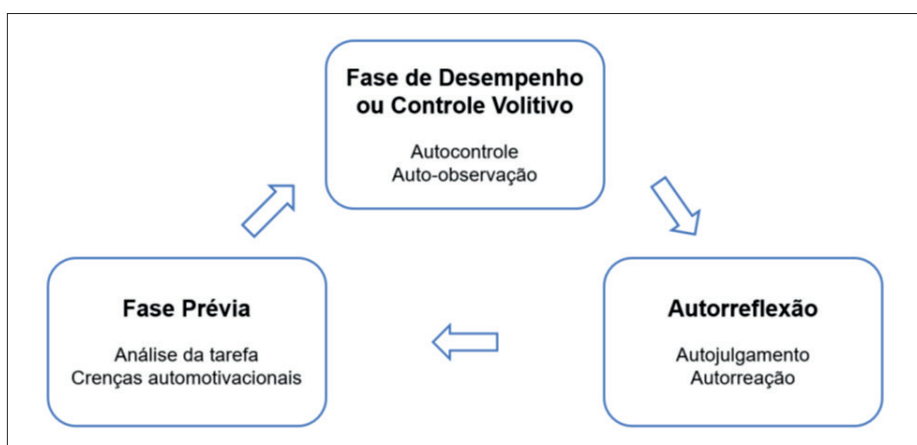 Fase de Desempenho
ou Controle Volitivo
Autocontrole
Auto-observação
Fase Prévia
Análise da tarefa
Crenças automotivacionais
Autorreflexão
Autojulgamento
Autorreação